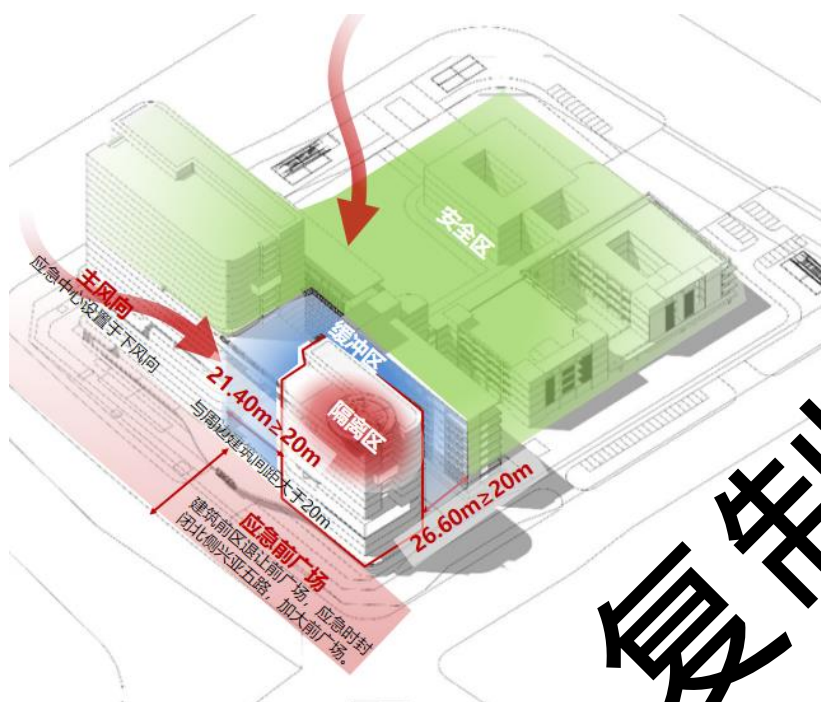 安全区
主风向
应急中心设置于下风向
缓冲区
21.40m≥20m
隔离区
与周边建筑间距大于20m
26.60m≥20m
应急前广场
建筑前区退让前广场，应急时封
闭北侧兴亚五路，加大前广场。
复制